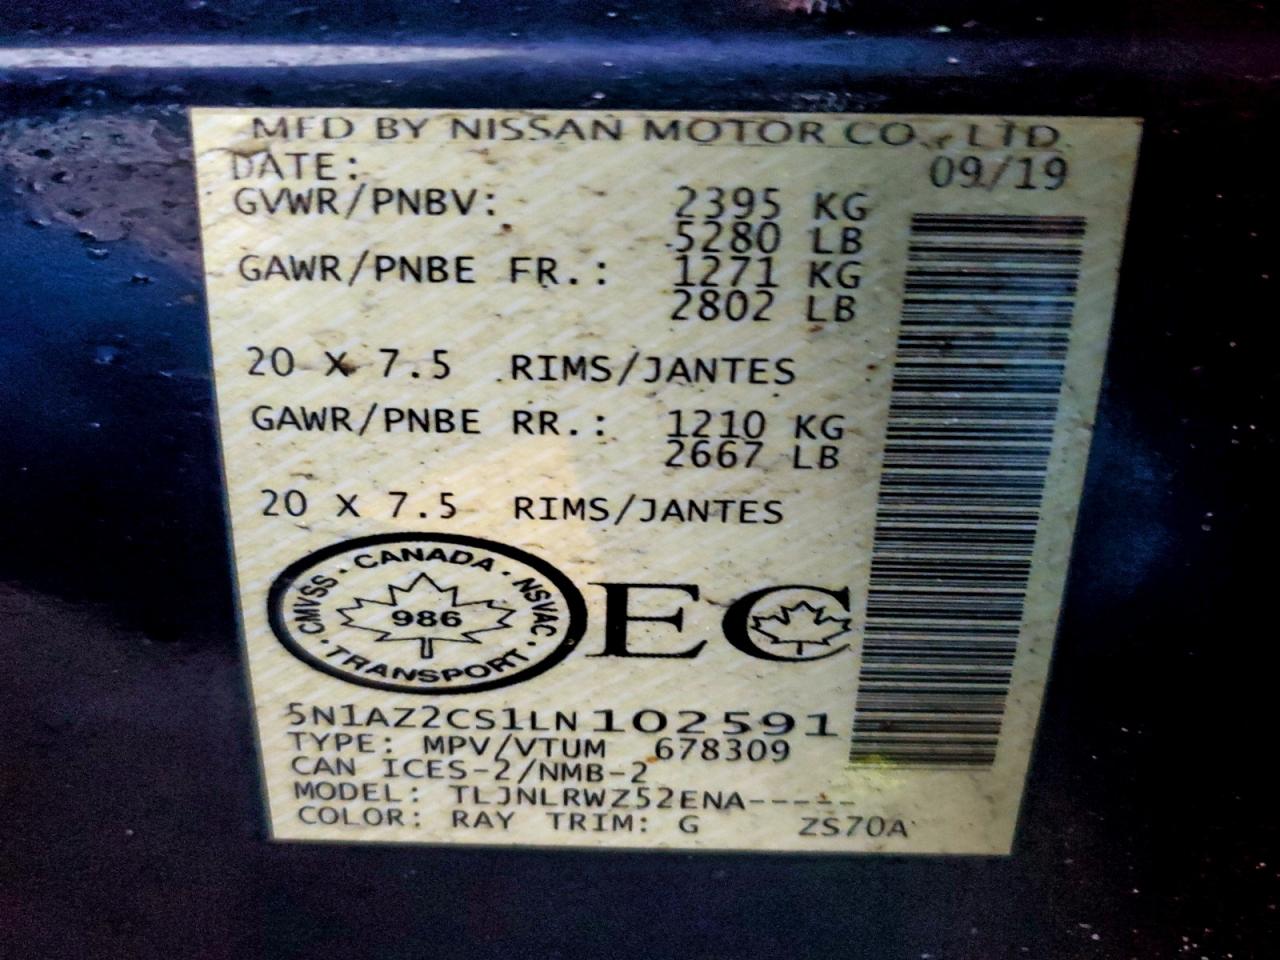 MFD BY NISSAN MOTOR CO., LTD.
DATE: 09/19
GVWR/PNBV: 2395 KG
5280 LB
GAWR/PNBE FR.: 1271 KG
2802 LB
20 X 7.5 RIMS/JANTES
GAWR/PNBE RR.: 1210 KG
2667 LB
20 X 7.5 RIMS/JANTES
CANADA · NSVAC · TRANSPORT · CMVSS ·
986
EC
5N1AZ2CS1LN102591
TYPE: MPV/VTUM 678309
CAN ICES-2/NMB-2
MODEL: TLJNLRWZ52ENA-----
COLOR: RAY TRIM: G ZS70A